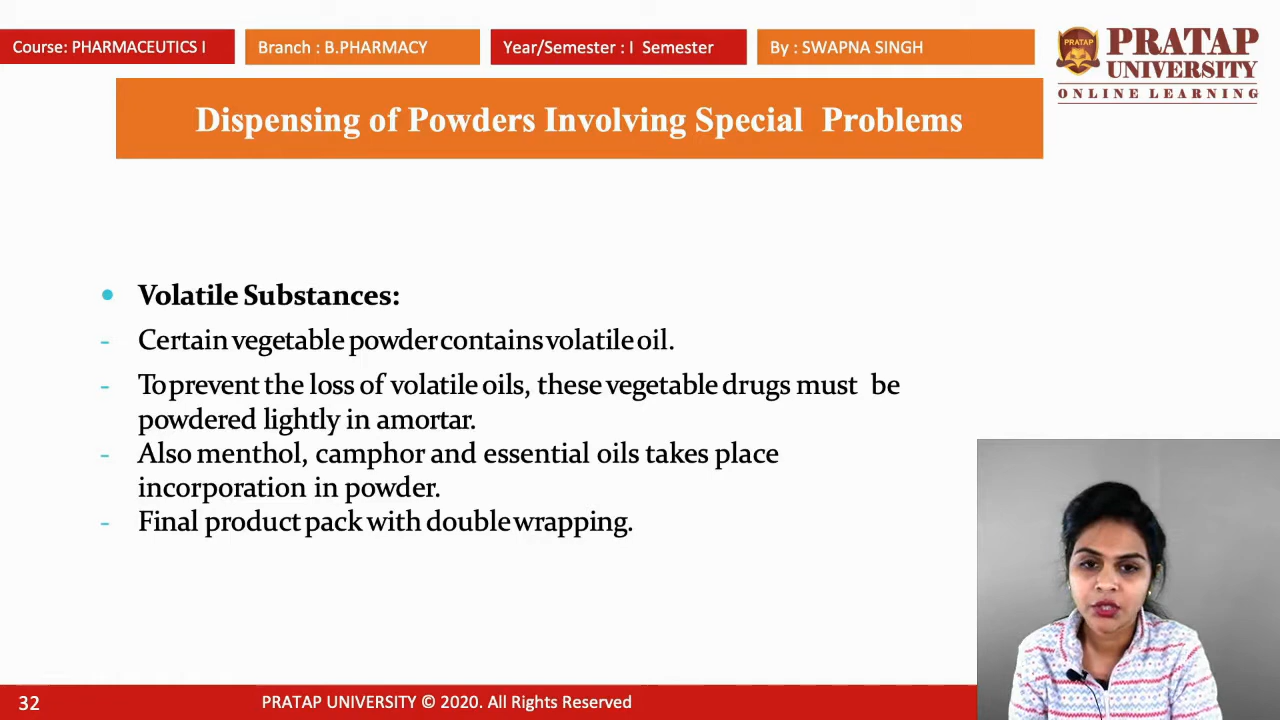 Course: PHARMACEUTICS I
Branch : B.PHARMACY
Year/Semester : I Semester
By : SWAPNA SINGH
PRATAP
PRATAP
UNIVERSITY
ONLINE LEARNING
Dispensing of Powders Involving Special Problems
• Volatile Substances:
- Certain vegetable powder contains volatile oil.
- To prevent the loss of volatile oils, these vegetable drugs must be
powdered lightly in amortar.
- Also menthol, camphor and essential oils takes place
incorporation in powder.
- Final product pack with double wrapping.
32
PRATAP UNIVERSITY © 2020. All Rights Reserved